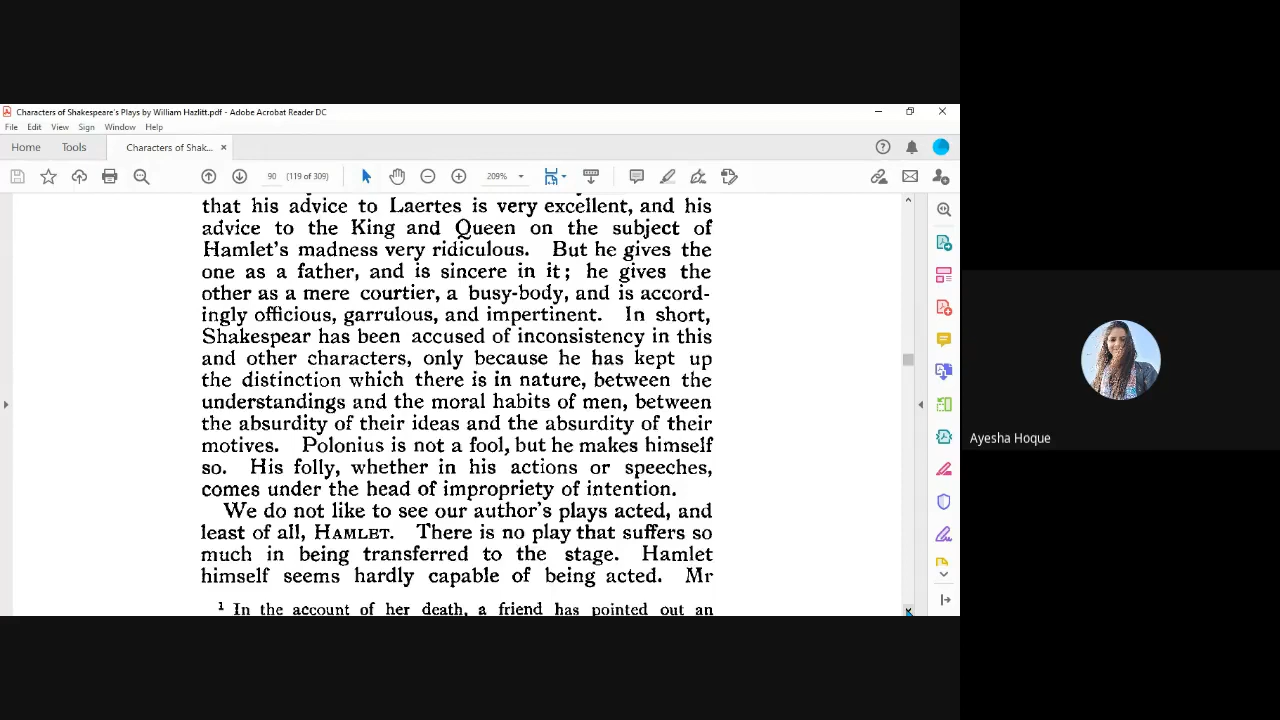 Characters of Shakespeare's Plays by William Hazlitt.pdf - Adobe Acrobat Reader DC
File Edit View Sign Window Help
Home Tools Characters of Shak... ×
90 (119 of 309) 209%
that his advice to Laertes is very excellent, and his
advice to the King and Queen on the subject of
Hamlet's madness very ridiculous. But he gives the
one as a father, and is sincere in it; he gives the
other as a mere courtier, a busy-body, and is accord-
ingly officious, garrulous, and impertinent. In short,
Shakespear has been accused of inconsistency in this
and other characters, only because he has kept up
the distinction which there is in nature, between the
understandings and the moral habits of men, between
the absurdity of their ideas and the absurdity of their
motives. Polonius is not a fool, but he makes himself
so. His folly, whether in his actions or speeches,
comes under the head of impropriety of intention.
We do not like to see our author's plays acted, and
least of all, HAMLET. There is no play that suffers so
much in being transferred to the stage. Hamlet
himself seems hardly capable of being acted. Mr
1 In the account of her death, a friend has pointed out an
Ayesha Hoque